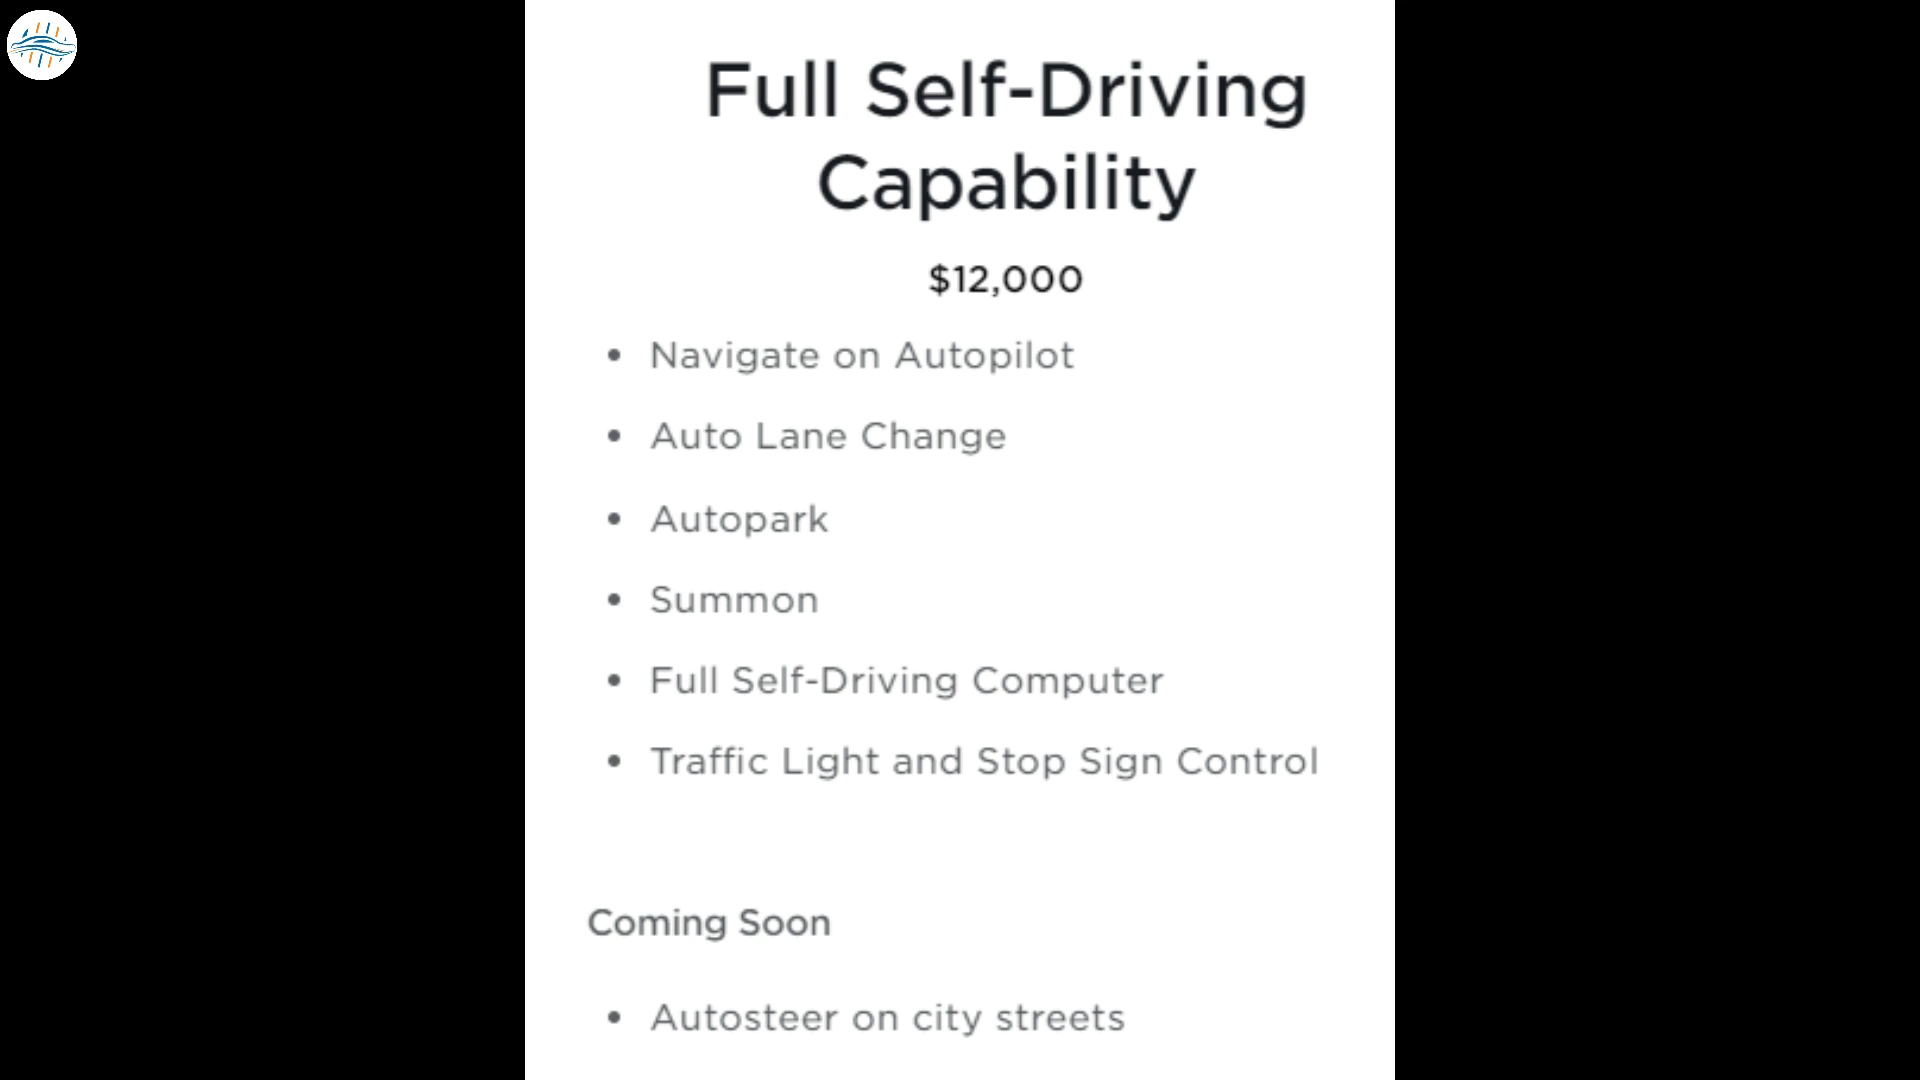 Full Self-Driving
Capability
$12,000
• Navigate on Autopilot
• Auto Lane Change
• Autopark
• Summon
• Full Self-Driving Computer
• Traffic Light and Stop Sign Control
Coming Soon
• Autosteer on city streets